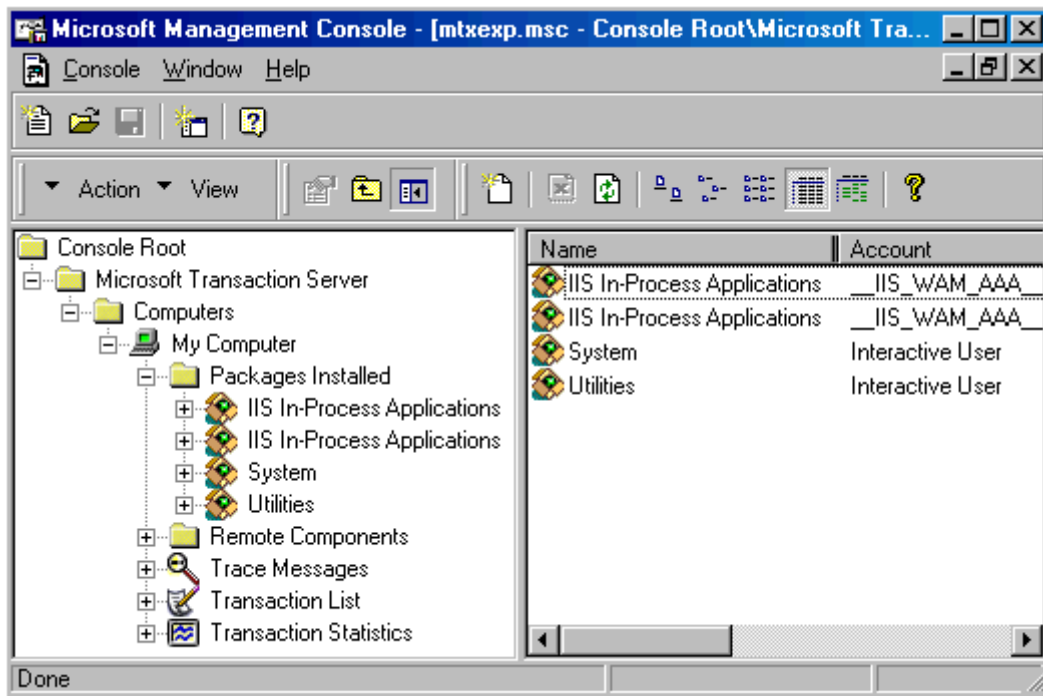 Microsoft Management Console - [mtxexp.msc - Console Root\Microsoft Tra...
Console Window Help
Action View
Console Root
Microsoft Transaction Server
Computers
My Computer
Packages Installed
IIS In-Process Applications
IIS In-Process Applications
System
Utilities
Remote Components
Trace Messages
Transaction List
Transaction Statistics
Name Account
IIS In-Process Applications __IIS_WAM_AAA__
IIS In-Process Applications __IIS_WAM_AAA__
System Interactive User
Utilities Interactive User
Done